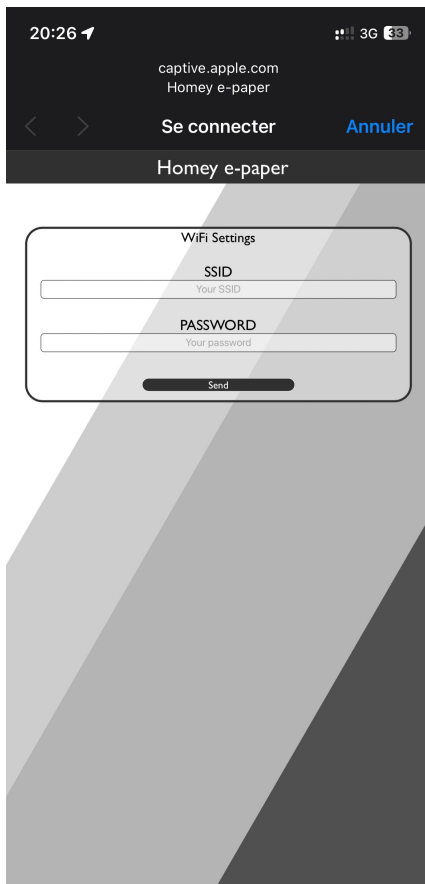 20:26 3G 33
captive.apple.com
Homey e-paper
Se connecter Annuler
Homey e-paper
WiFi Settings
SSID
Your SSID
PASSWORD
Your password
Send